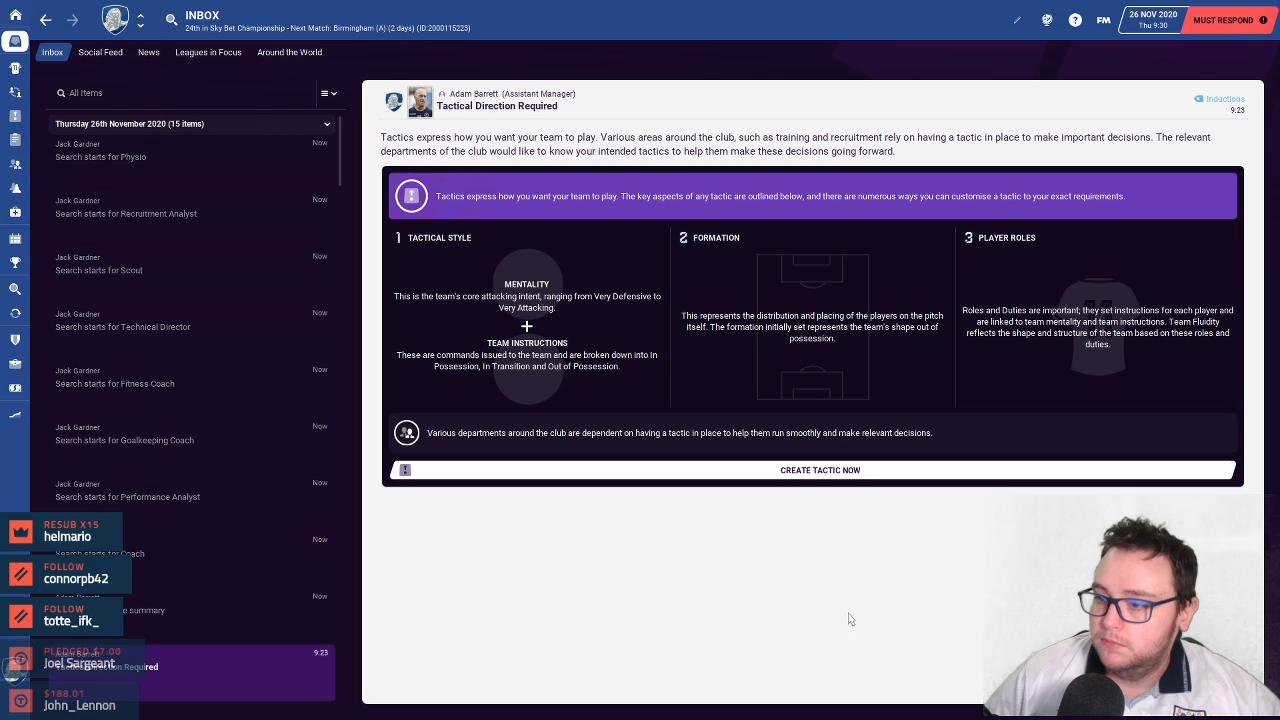 INBOX
24th in Sky Bet Championship - Next Match: Birmingham (A) (2 days) (ID:2000115223)
FM
26 NOV 2020
Thu 9:30
MUST RESPOND
Inbox
Social Feed
News
Leagues in Focus
Around the World
All Items
Thursday 26th November 2020 (15 items)
Jack Gardner
Now
Search starts for Physio
Jack Gardner
Now
Search starts for Recruitment Analyst
Jack Gardner
Now
Search starts for Scout
Jack Gardner
Now
Search starts for Technical Director
Jack Gardner
Now
Search starts for Fitness Coach
Jack Gardner
Now
Search starts for Goalkeeping Coach
Jack Gardner
Now
Search starts for Performance Analyst
Now
Search starts for Coach
Now
summary
9:23
Tactical Direction Required
RESUB X15
helmario
FOLLOW
connorpb42
FOLLOW
totte_ifk_
PLEDGED $7.00
Joel Sargeant
$188.01
John_Lennon
Adam Barrett (Assistant Manager)
Tactical Direction Required
Inductions
9:23
Tactics express how you want your team to play. Various areas around the club, such as training and recruitment rely on having a tactic in place to make important decisions. The relevant
departments of the club would like to know your intended tactics to help them make these decisions going forward.
Tactics express how you want your team to play. The key aspects of any tactic are outlined below, and there are numerous ways you can customise a tactic to your exact requirements.
1 TACTICAL STYLE
MENTALITY
This is the team's core attacking intent, ranging from Very Defensive to
Very Attacking.
+
TEAM INSTRUCTIONS
These are commands issued to the team and are broken down into In
Possession, In Transition and Out of Possession.
2 FORMATION
This represents the distribution and placing of the players on the pitch
itself. The formation initially set represents the team's shape out of
possession.
3 PLAYER ROLES
Roles and Duties are important; they set instructions for each player and
are linked to team mentality and team instructions. Team Fluidity
reflects the shape and structure of the team based on these roles and
duties.
Various departments around the club are dependent on having a tactic in place to help them run smoothly and make relevant decisions.
CREATE TACTIC NOW